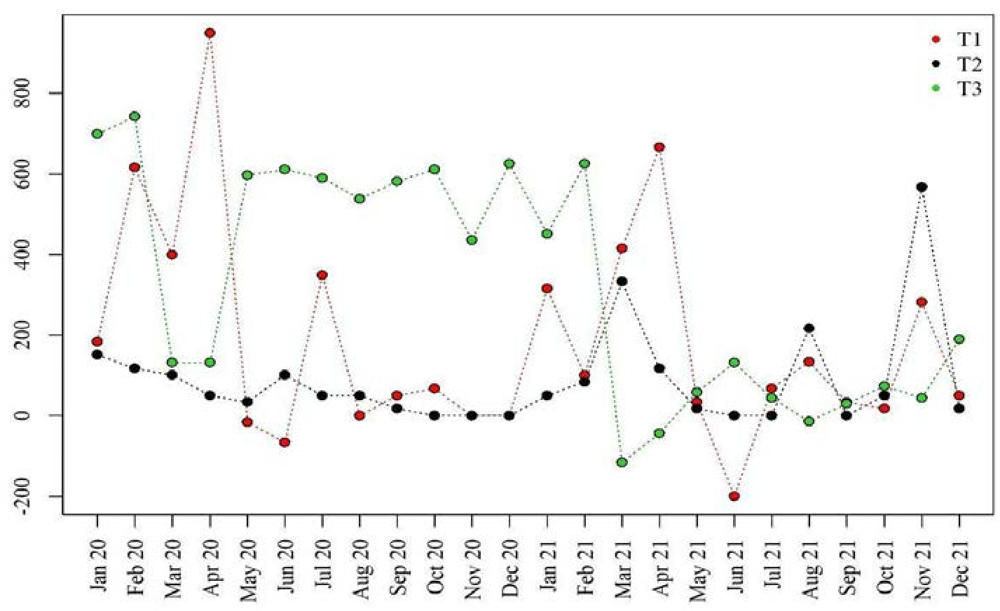 T1
T2
T3
800
600
400
200
0
-200
Jan 20
Feb 20
Mar 20
Apr 20
May 20
Jun 20
Jul 20
Aug 20
Sep 20
Oct 20
Nov 20
Dec 20
Jan 21
Feb 21
Mar 21
Apr 21
May 21
Jun 21
Jul 21
Aug 21
Sep 21
Oct 21
Nov 21
Dec 21